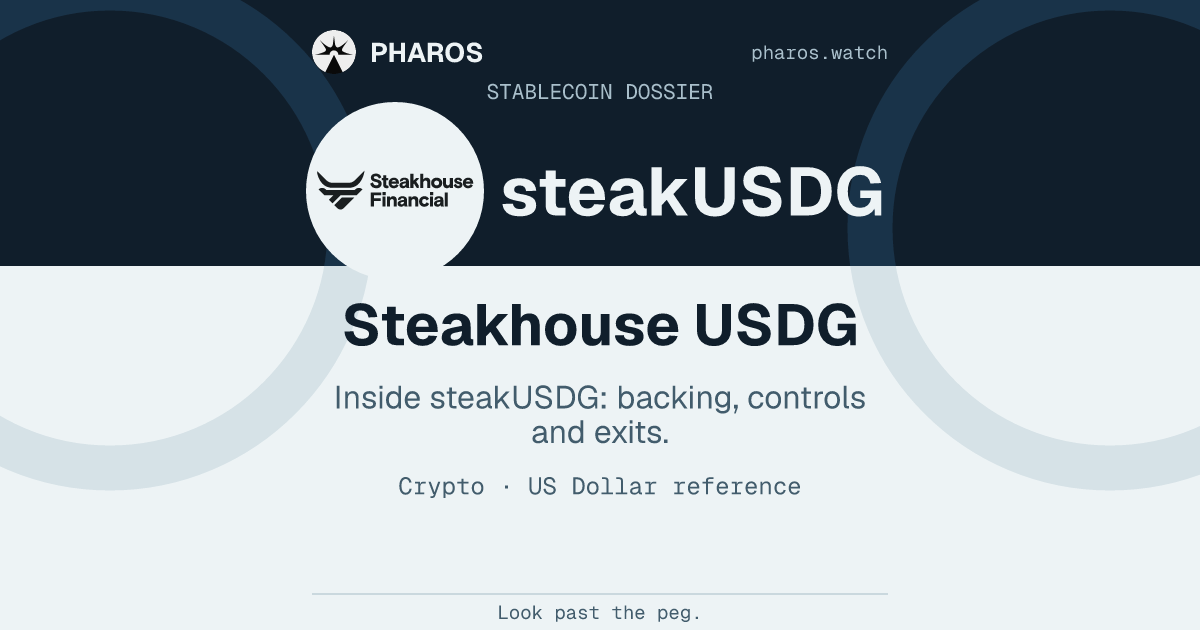 PHAROS
pharos.watch
STABLECOIN DOSSIER
Steakhouse
Financial
steakUSDG
Steakhouse USDG
Inside steakUSDG: backing, controls
and exits.
Crypto · US Dollar reference
Look past the peg.